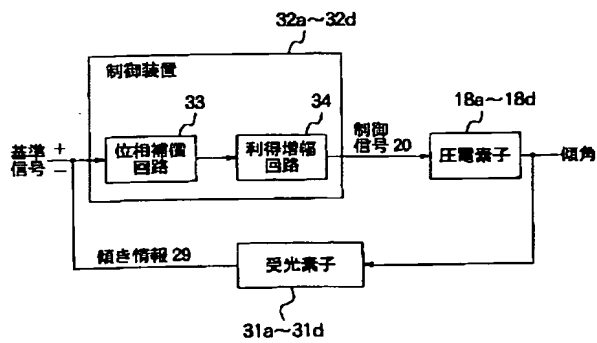 32a～32d
制御装置
33
34
18a～18d
基準 +
信号 −
位相補償
回路
利得増幅
回路
制御
信号 20
圧電素子
傾角
傾き情報 29
受光素子
31a～31d